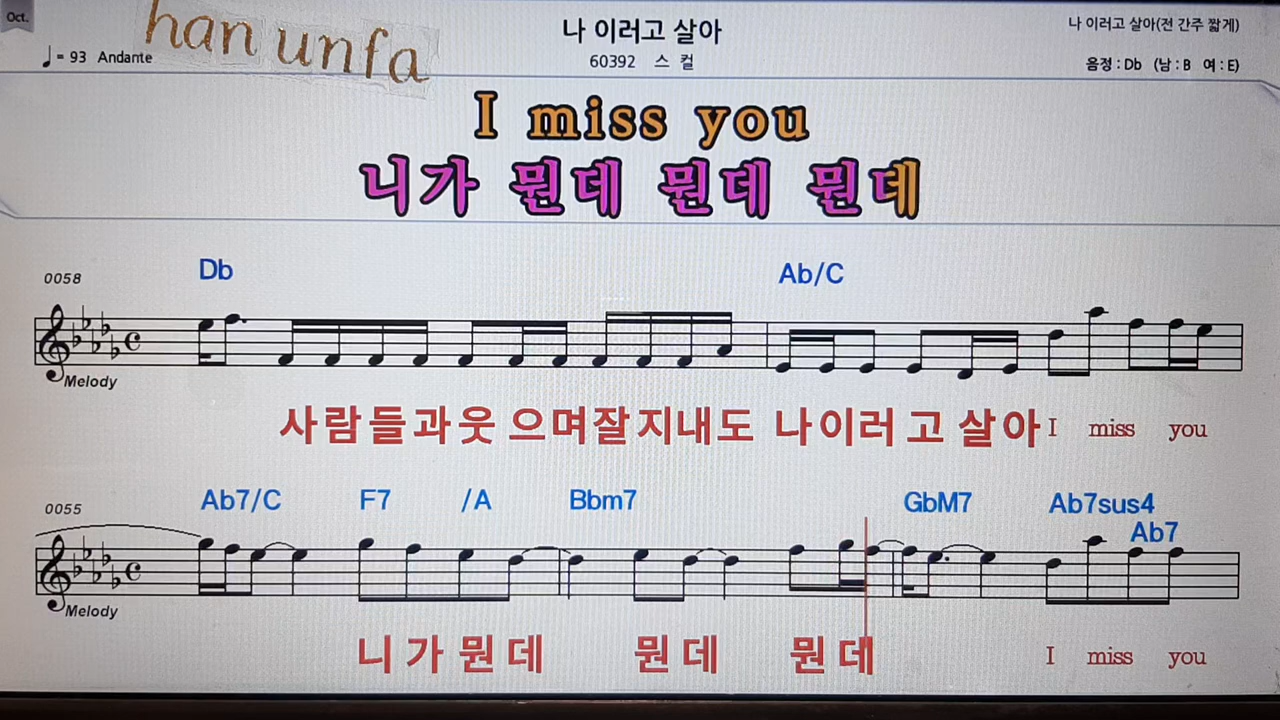 Oct.
han unfa
나 이러고 살아
나 이러고 살아(전 간주 짧게)
♩= 93 Andante
60392 스 컬
음정 : Db (남 : B 여 : E)
I miss you
니가 뭔데 뭔데 뭔데
0058
Db Ab/C
Melody
사람들과웃 으며잘지내도 나이러고 살아 I miss you
0055
Ab7/C F7 /A Bbm7 GbM7 Ab7sus4
Ab7
Melody
니가뭔데 뭔데 뭔데 I miss you